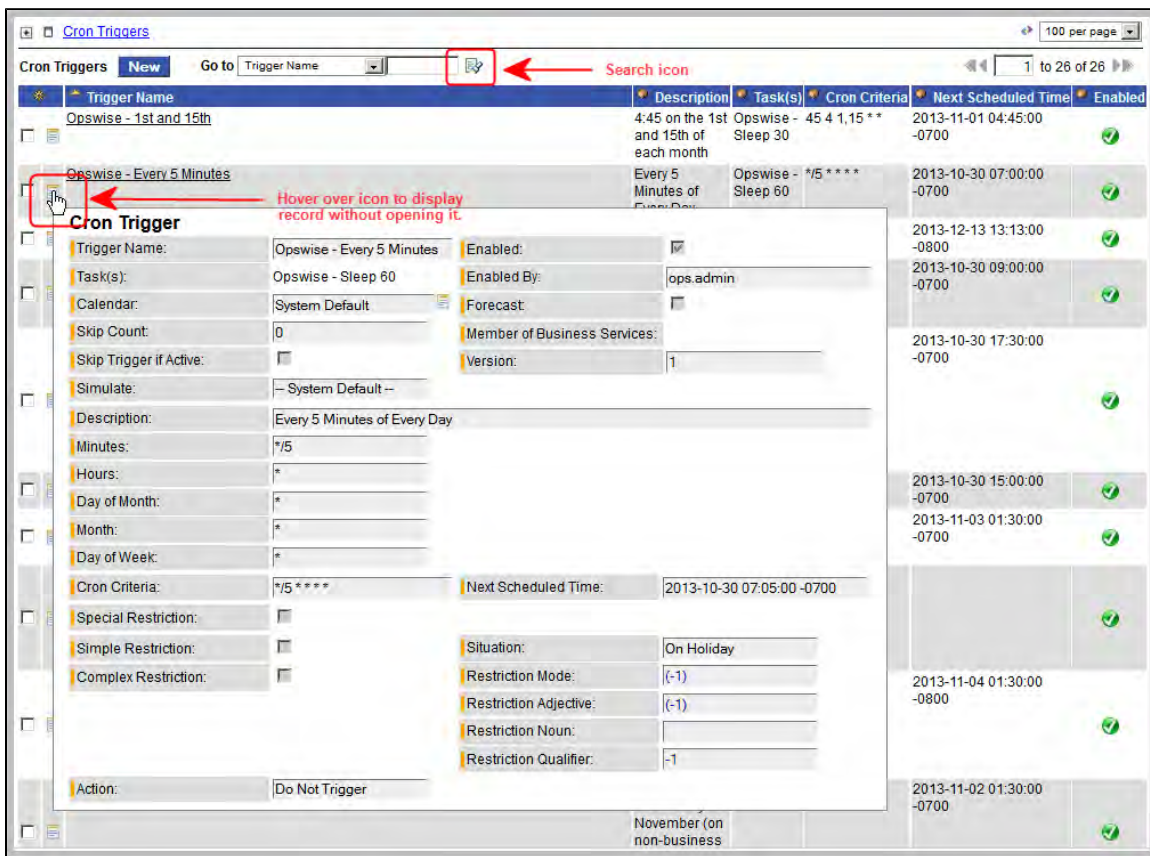 Cron Triggers
100 per page
Cron Triggers New Go to Trigger Name
Search icon
1 to 26 of 26
Trigger Name Description Task(s) Cron Criteria Next Scheduled Time Enabled
Opswise - 1st and 15th 4:45 on the 1st Opswise - 45 4 1,15 * * 2013-11-01 04:45:00
and 15th of Sleep 30 -0700
each month
Opswise - Every 5 Minutes Every 5 Opswise - */5 * * * * 2013-10-30 07:00:00
Minutes of Sleep 60 -0700
Every Day
Hover over icon to display
record without opening it.
Cron Trigger
Trigger Name: Opswise - Every 5 Minutes Enabled:
Task(s): Opswise - Sleep 60 Enabled By: ops.admin
Calendar: System Default Forecast:
Skip Count: 0 Member of Business Services:
Skip Trigger if Active: Version: 1
Simulate: -- System Default --
Description: Every 5 Minutes of Every Day
Minutes: */5
Hours: *
Day of Month: *
Month: *
Day of Week: *
Cron Criteria: */5 * * * * Next Scheduled Time: 2013-10-30 07:05:00 -0700
Special Restriction:
Simple Restriction: Situation: On Holiday
Complex Restriction: Restriction Mode: (-1)
Restriction Adjective: (-1)
Restriction Noun:
Restriction Qualifier: -1
Action: Do Not Trigger
2013-12-13 13:13:00
-0800
2013-10-30 09:00:00
-0700
2013-10-30 17:30:00
-0700
2013-10-30 15:00:00
-0700
2013-11-03 01:30:00
-0700
2013-11-04 01:30:00
-0800
2013-11-02 01:30:00
-0700
November (on
non-business